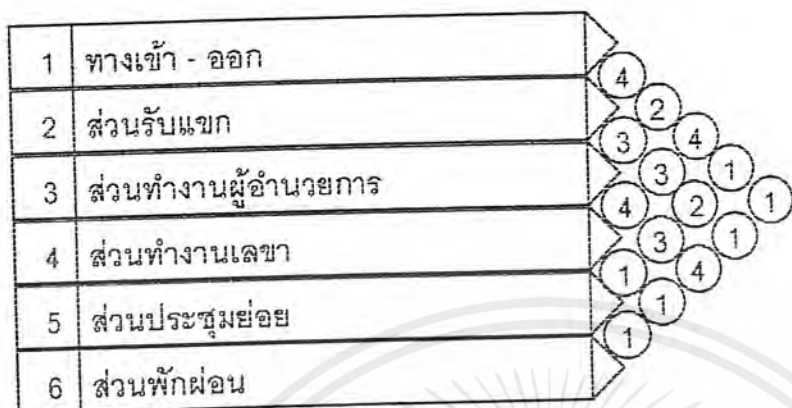 1 ทางเข้า - ออก
4
2
2 ส่วนรับแขก
3 4
3 1
3 ส่วนทำงานผู้อำนวยการ
4 2 1
3 1
4 ส่วนทำงานเลขา
1 4
1
5 ส่วนประชุมย่อย
1
6 ส่วนพักผ่อน